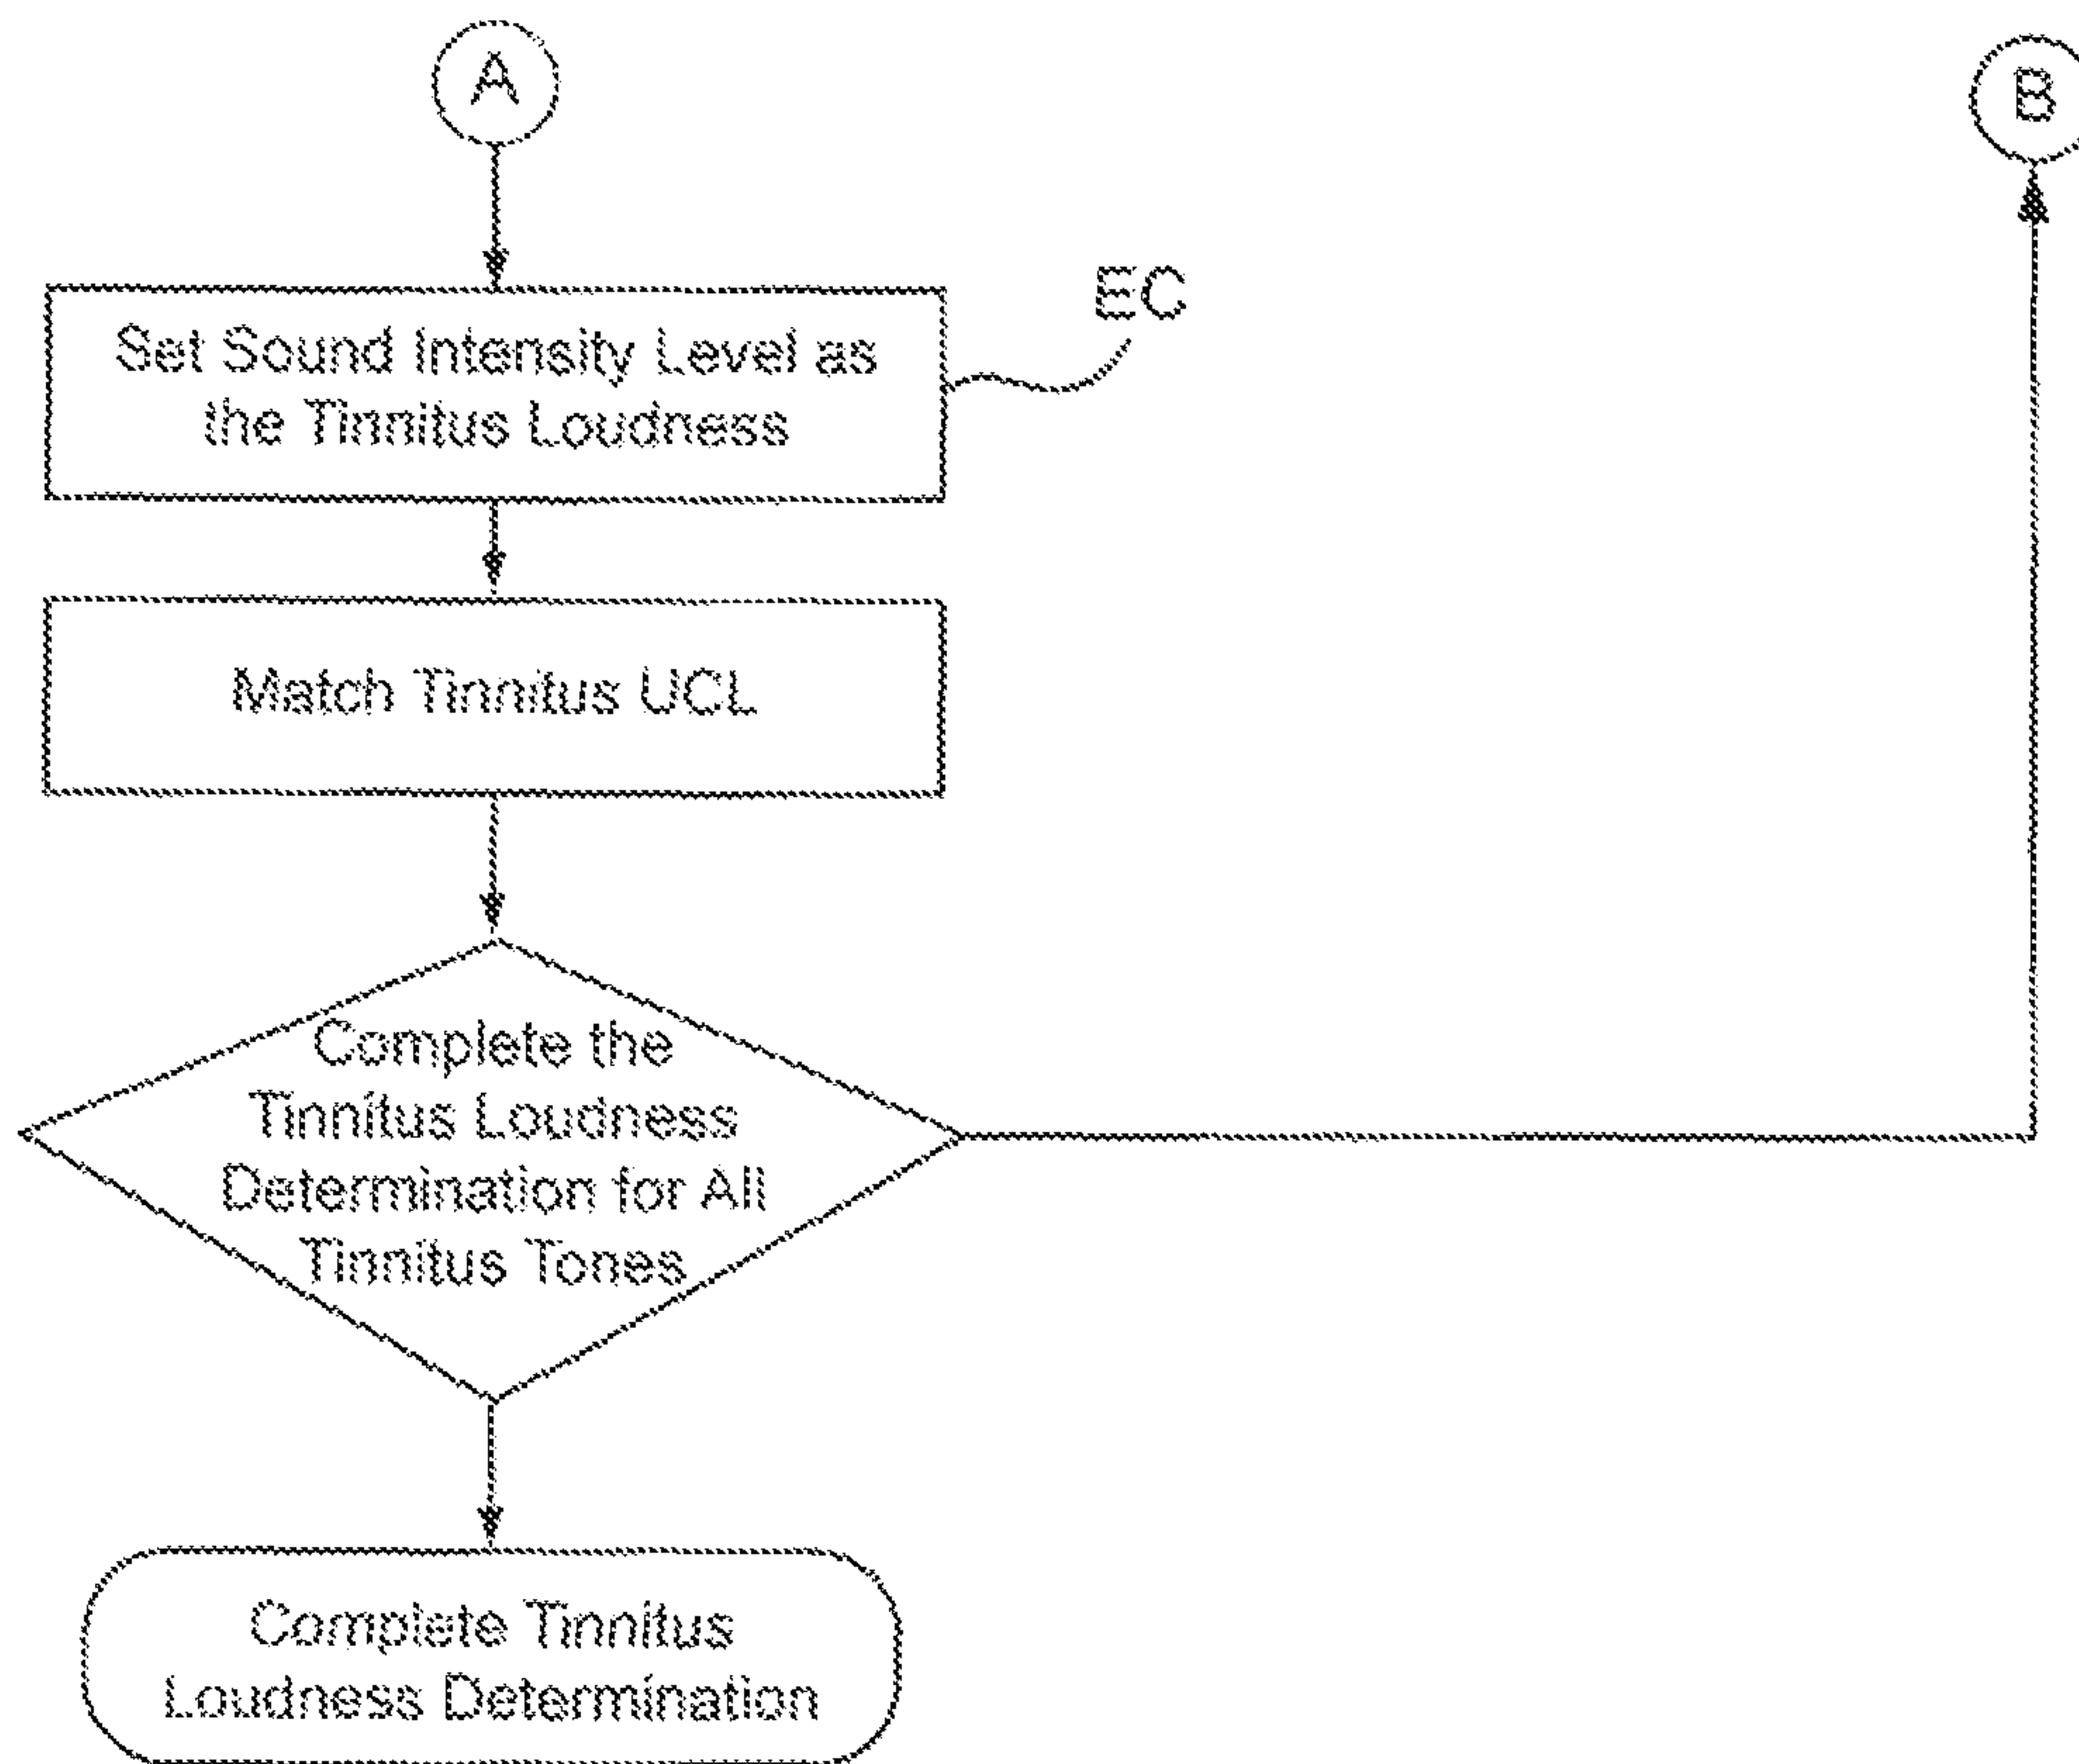 A
B
EC
Set Sound Intensity Level as
the Tinnitus Loudness
Match Tinnitus UCL
Complete the
Tinnitus Loudness
Determination for All
Tinnitus Tones
Complete Tinnitus
Loudness Determination